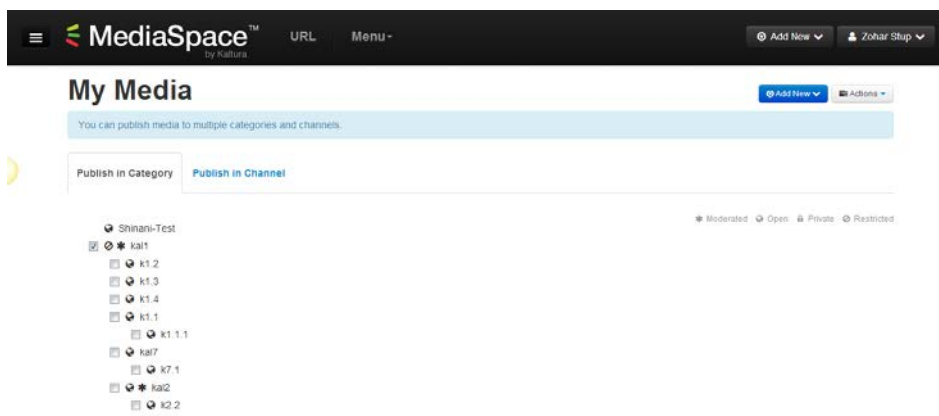 MediaSpace™ URL Menu Add New Zohar Stup
by Kaltura
My Media Add New Actions
You can publish media to multiple categories and channels.
Publish in Category Publish in Channel
Moderated Open Private Restricted
Shinani-Test
kal1
k1.2
k1.3
k1.4
k1.1
k1.1.1
kal7
k7.1
kal2
k2.2